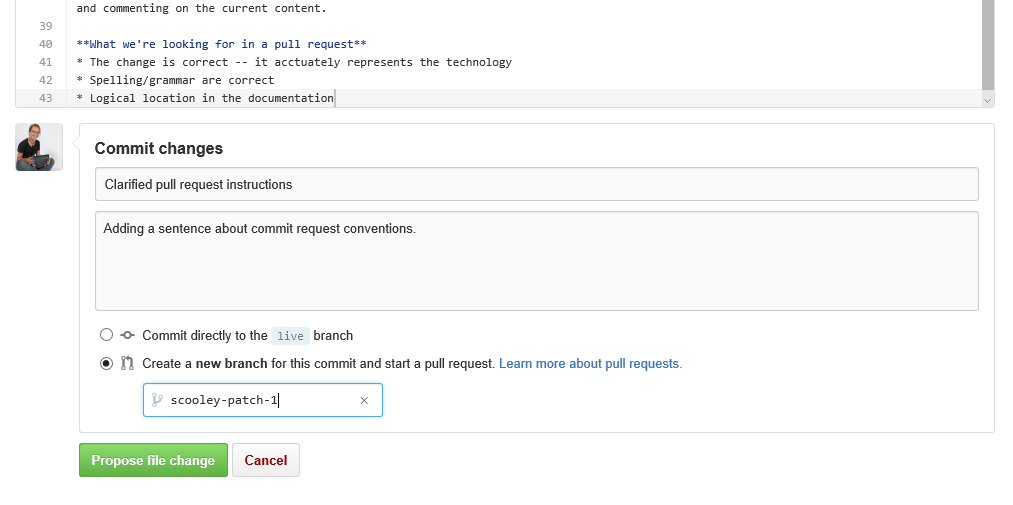 and commenting on the current content.
39
40 **What we're looking for in a pull request**
41 * The change is correct -- it acctuately represents the technology
42 * Spelling/grammar are correct
43 * Logical location in the documentation
Commit changes
Clarified pull request instructions
Adding a sentence about commit request conventions.
Commit directly to the live branch
Create a new branch for this commit and start a pull request. Learn more about pull requests.
scooley-patch-1
Propose file change Cancel